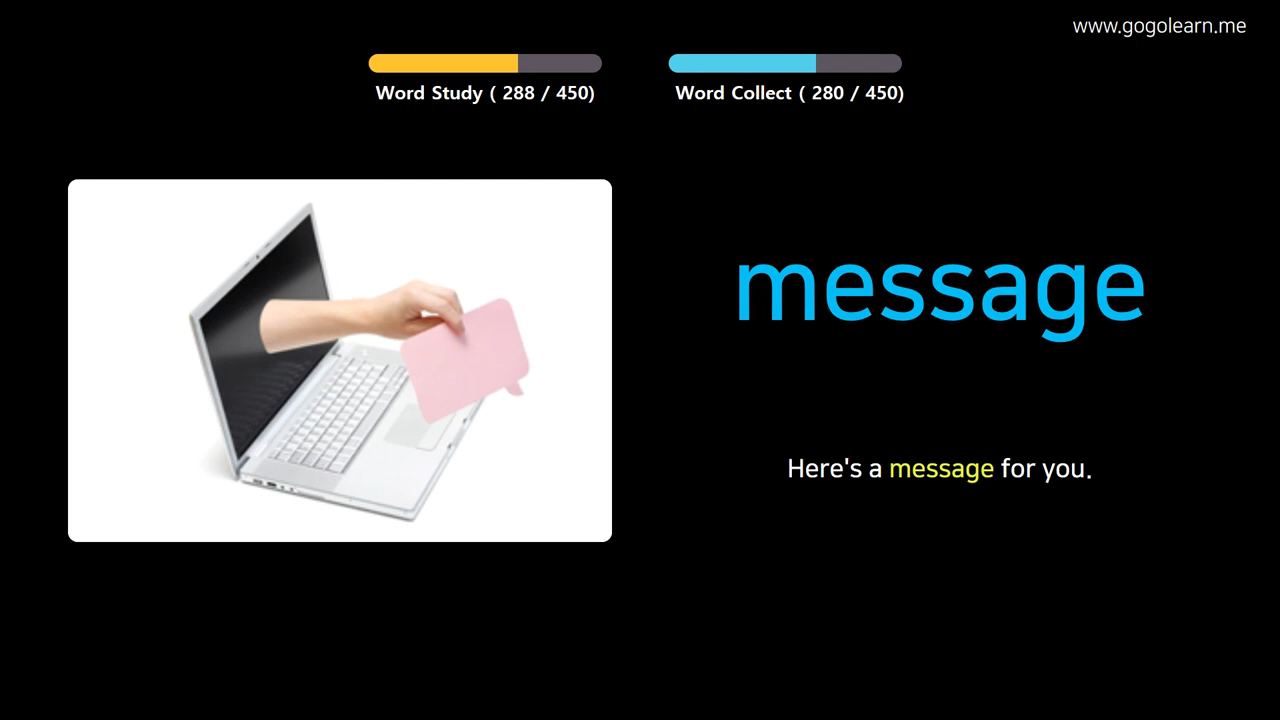 www.gogolearn.me
Word Study ( 288 / 450)
Word Collect ( 280 / 450)
message
Here's a message for you.